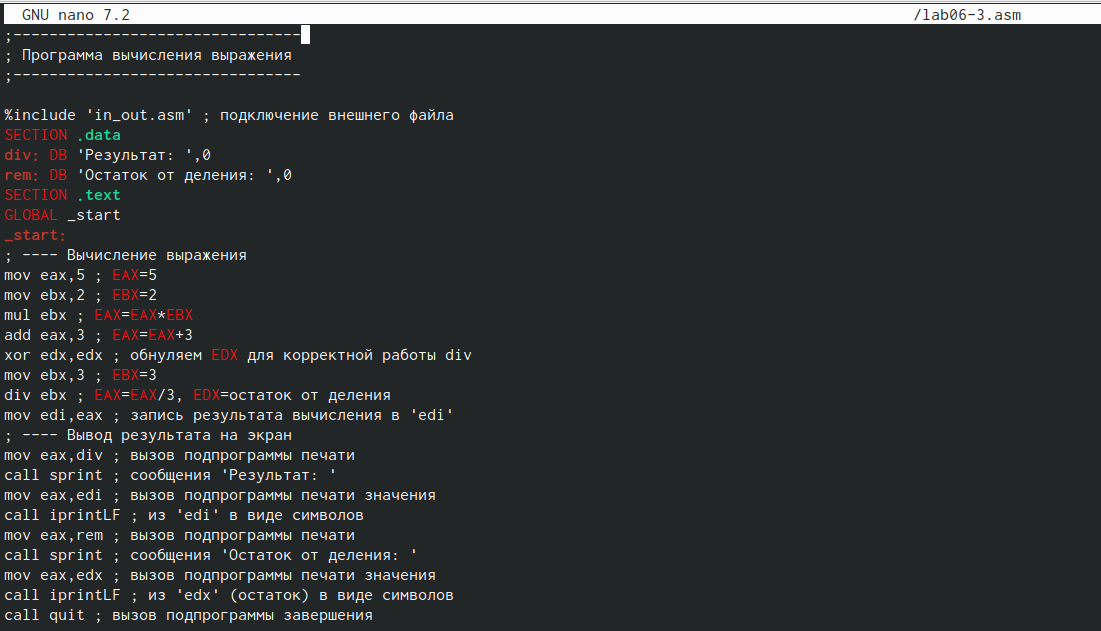 GNU nano 7.2 /lab06-3.asm
;--------------------------------
; Программа вычисления выражения
;--------------------------------
%include 'in_out.asm' ; подключение внешнего файла
SECTION .data
div: DB 'Результат: ',0
rem: DB 'Остаток от деления: ',0
SECTION .text
GLOBAL _start
_start:
; ---- Вычисление выражения
mov eax,5 ; EAX=5
mov ebx,2 ; EBX=2
mul ebx ; EAX=EAX*EBX
add eax,3 ; EAX=EAX+3
xor edx,edx ; обнуляем EDX для корректной работы div
mov ebx,3 ; EBX=3
div ebx ; EAX=EAX/3, EDX=остаток от деления
mov edi,eax ; запись результата вычисления в 'edi'
; ---- Вывод результата на экран
mov eax,div ; вызов подпрограммы печати
call sprint ; сообщения 'Результат: '
mov eax,edi ; вызов подпрограммы печати значения
call iprintLF ; из 'edi' в виде символов
mov eax,rem ; вызов подпрограммы печати
call sprint ; сообщения 'Остаток от деления: '
mov eax,edx ; вызов подпрограммы печати значения
call iprintLF ; из 'edx' (остаток) в виде символов
call quit ; вызов подпрограммы завершения